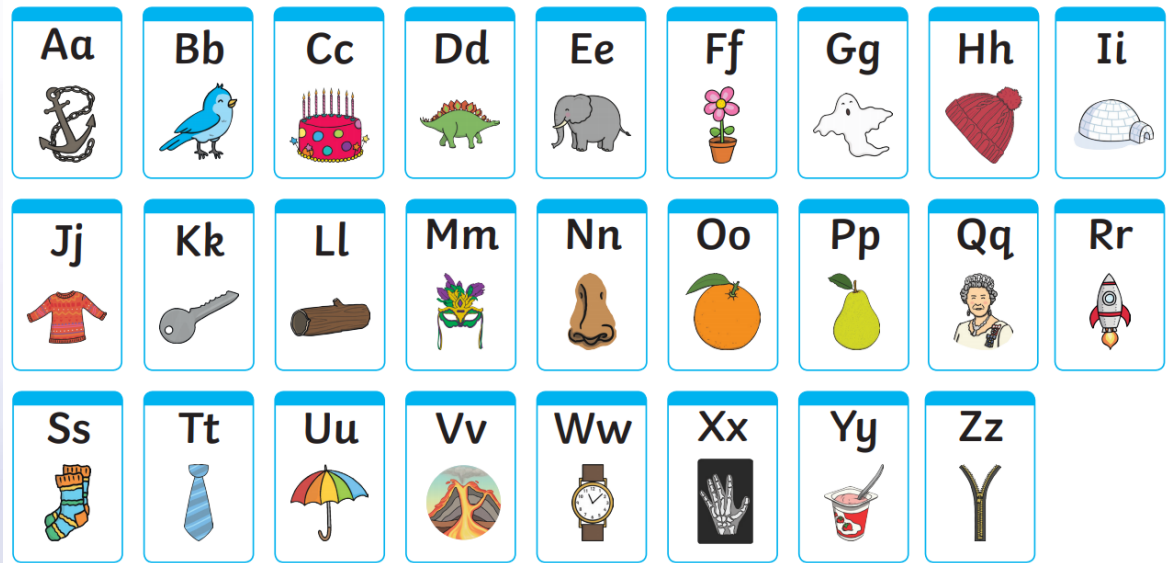 Aa Bb Cc Dd Ee Ff Gg Hh Ii
Jj Kk Ll Mm Nn Oo Pp Qq Rr
Ss Tt Uu Vv Ww Xx Yy Zz